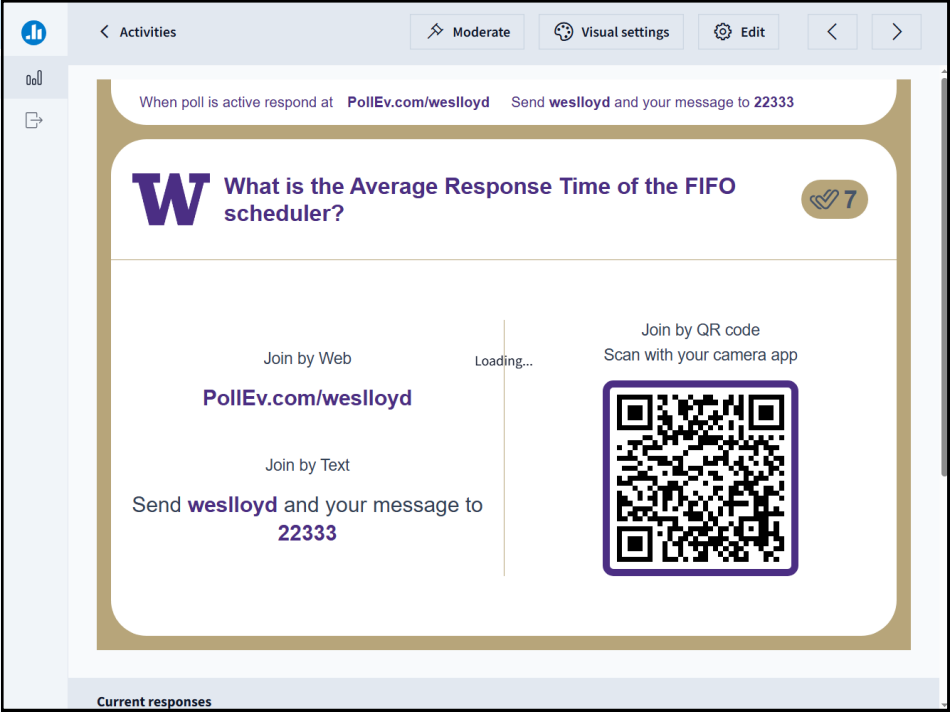 Activities
Moderate
Visual settings
Edit
When poll is active respond at PollEv.com/weslloyd Send weslloyd and your message to 22333
W
What is the Average Response Time of the FIFO
scheduler?
7
Join by Web
PollEv.com/weslloyd
Join by Text
Send weslloyd and your message to
22333
Loading...
Join by QR code
Scan with your camera app
Current responses